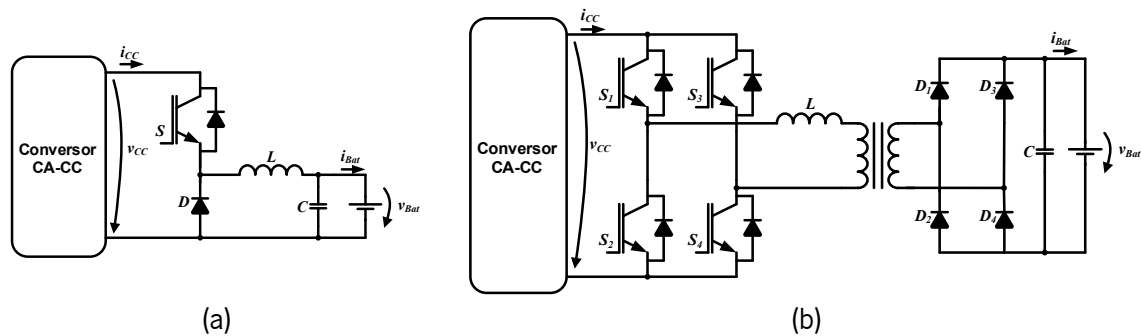 i_CC
Conversor
CA-CC
v_CC
S
D
L
C
i_Bat
v_Bat
(a)
i_CC
Conversor
CA-CC
v_CC
S_1
S_3
S_2
S_4
L
D_1
D_3
D_2
D_4
C
i_Bat
v_Bat
(b)